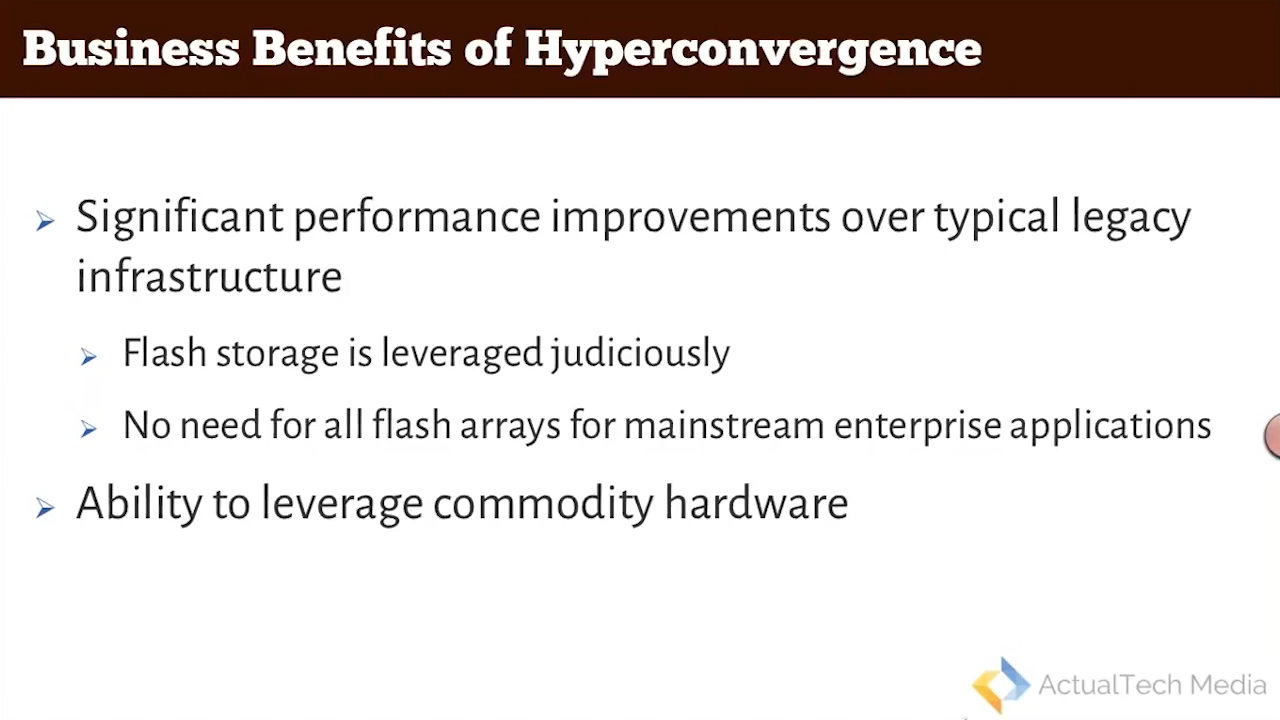 Business Benefits of Hyperconvergence
Significant performance improvements over typical legacy
infrastructure
Flash storage is leveraged judiciously
No need for all flash arrays for mainstream enterprise applications
Ability to leverage commodity hardware
ActualTech Media